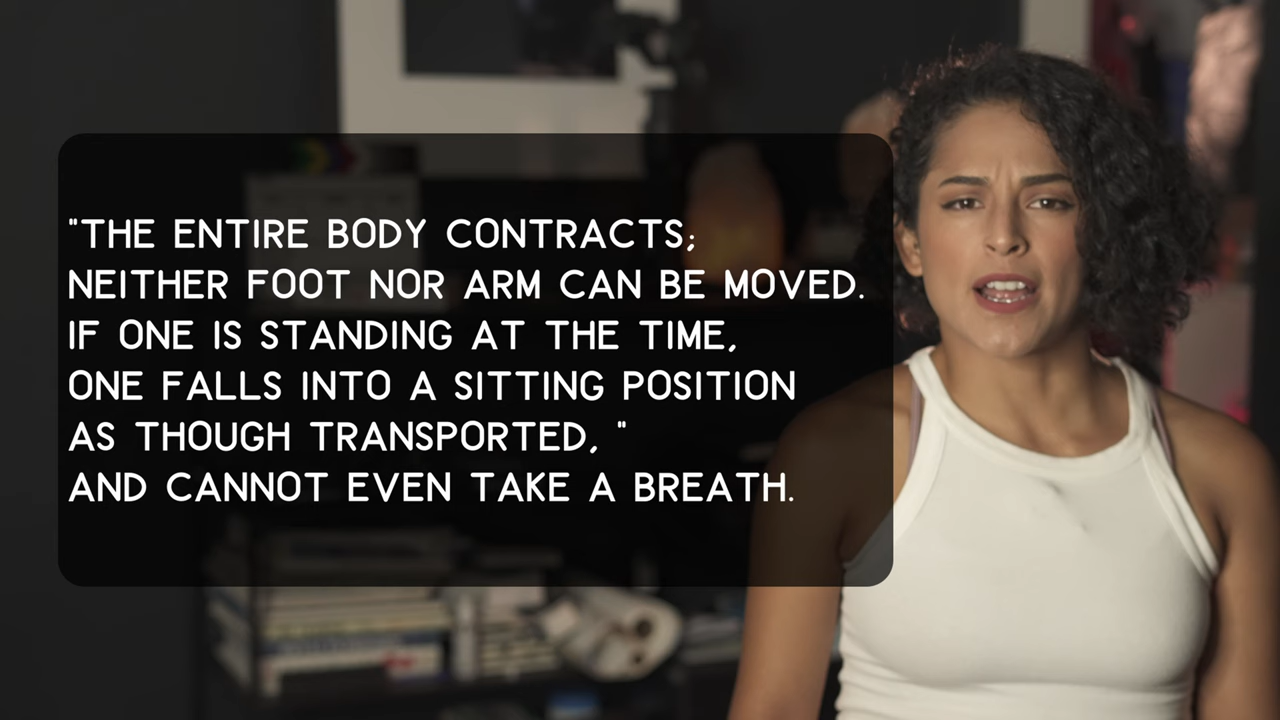 "THE ENTIRE BODY CONTRACTS;
NEITHER FOOT NOR ARM CAN BE MOVED.
IF ONE IS STANDING AT THE TIME,
ONE FALLS INTO A SITTING POSITION
AS THOUGH TRANSPORTED, "
AND CANNOT EVEN TAKE A BREATH.